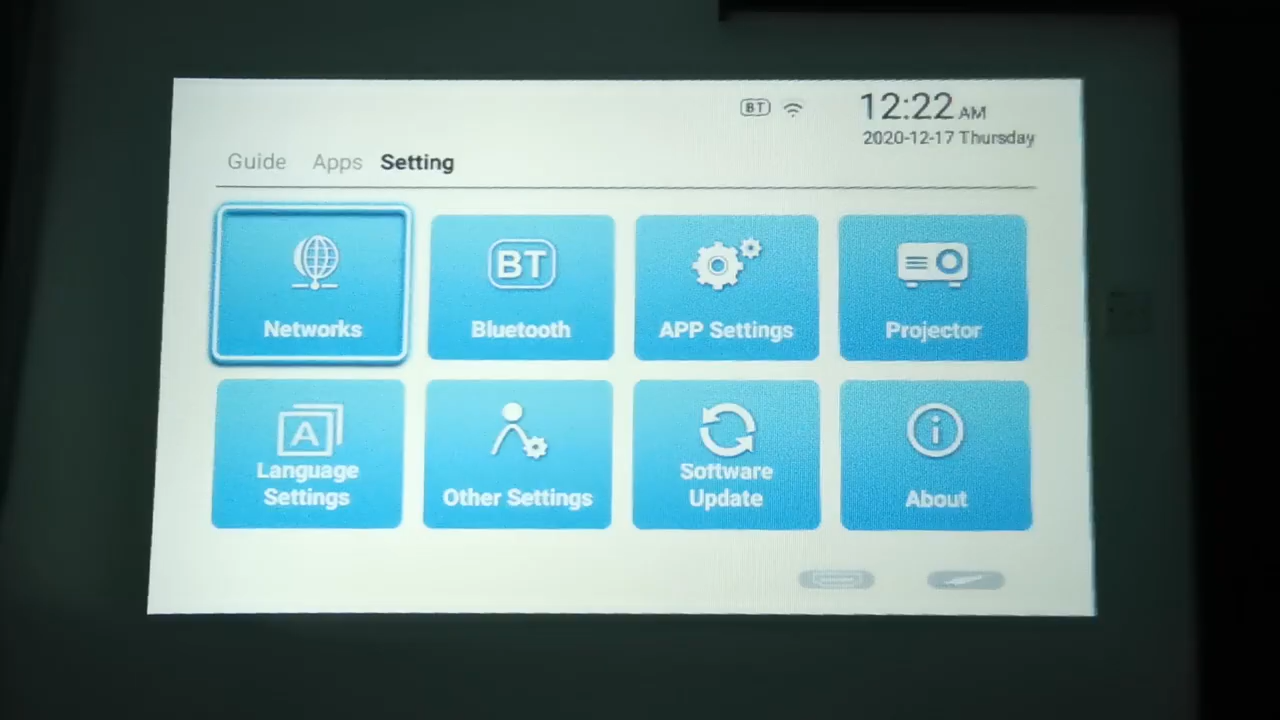 BT
12:22 AM
2020-12-17 Thursday
Guide Apps Setting
BT
Networks Bluetooth APP Settings Projector
A
Language
Settings
Other Settings
Software
Update
About